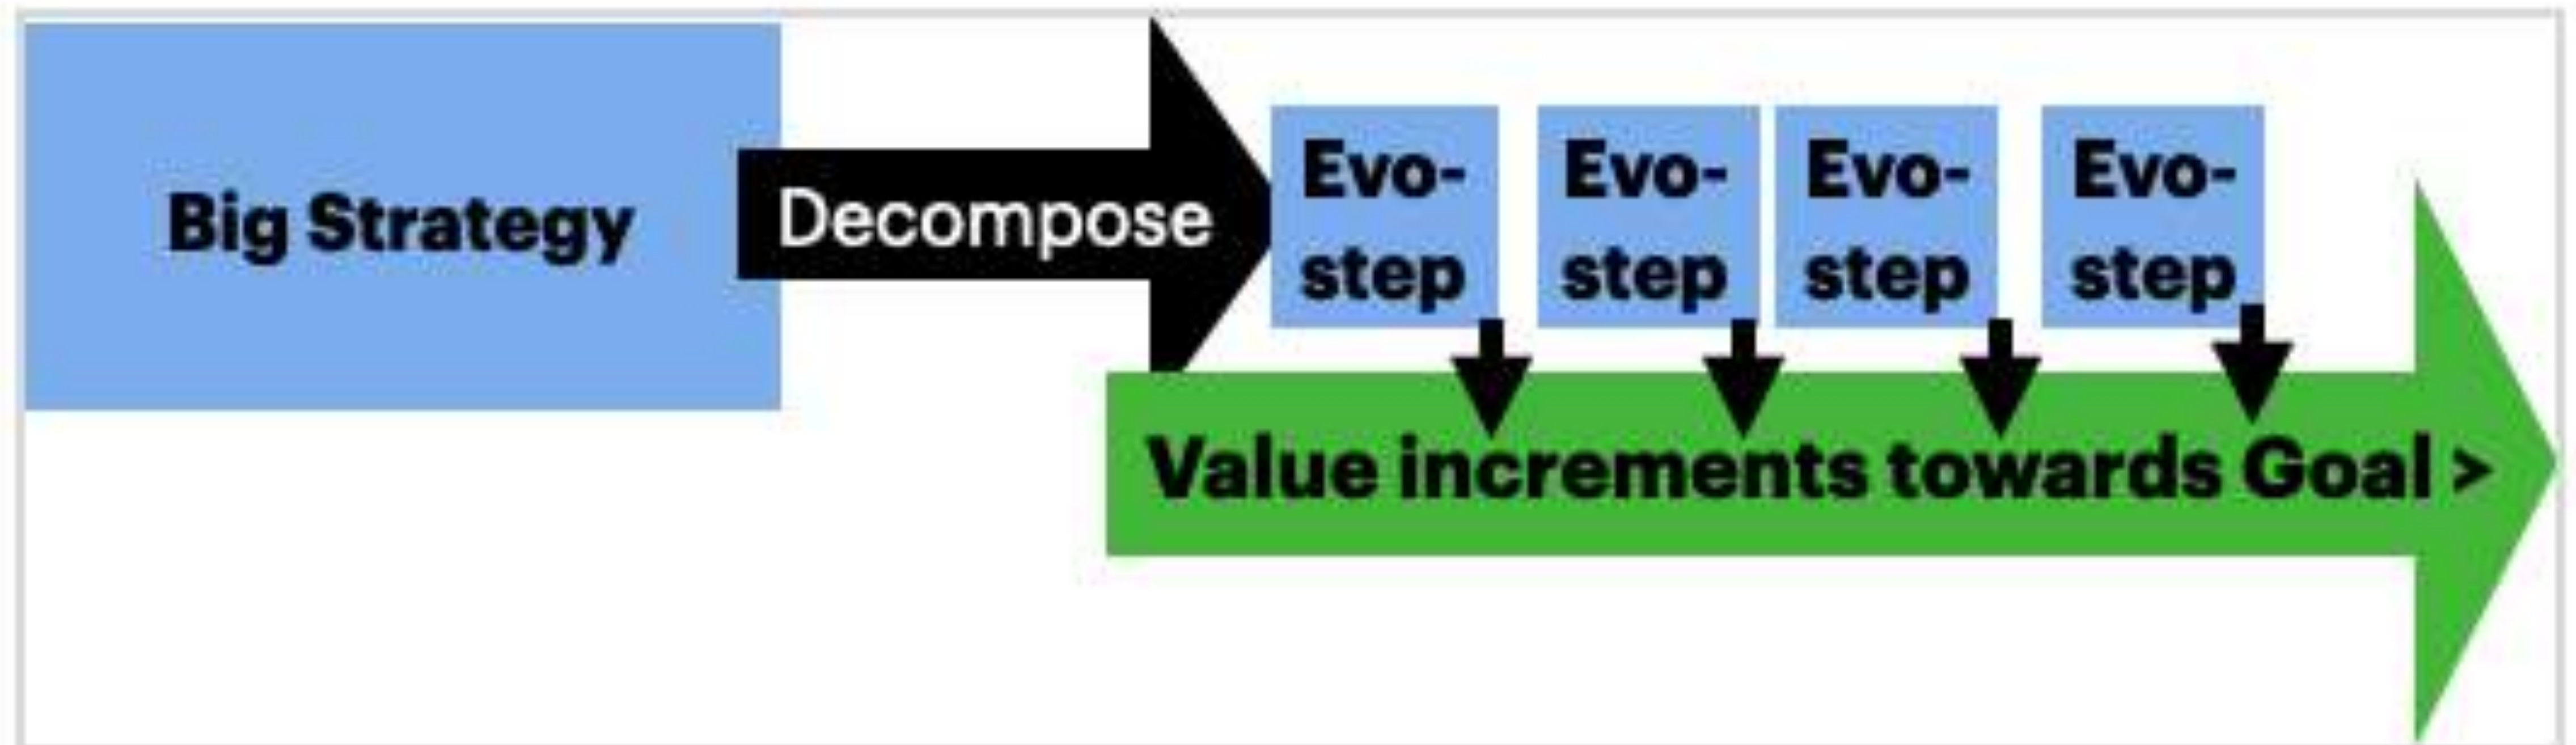 Big Strategy
Decompose
Evo-
step
Evo-
step
Evo-
step
Evo-
step
Value increments towards Goal >